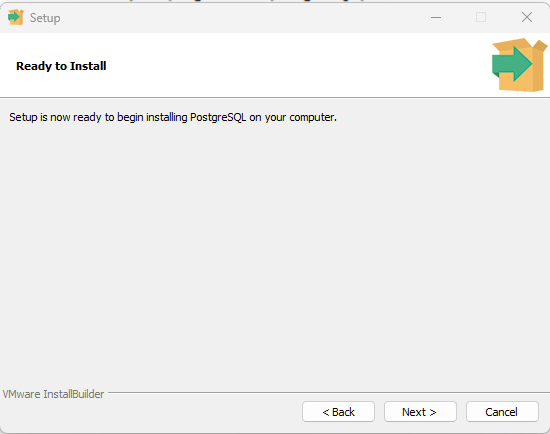 Setup
Ready to Install
Setup is now ready to begin installing PostgreSQL on your computer.
VMware InstallBuilder
< Back
Next >
Cancel